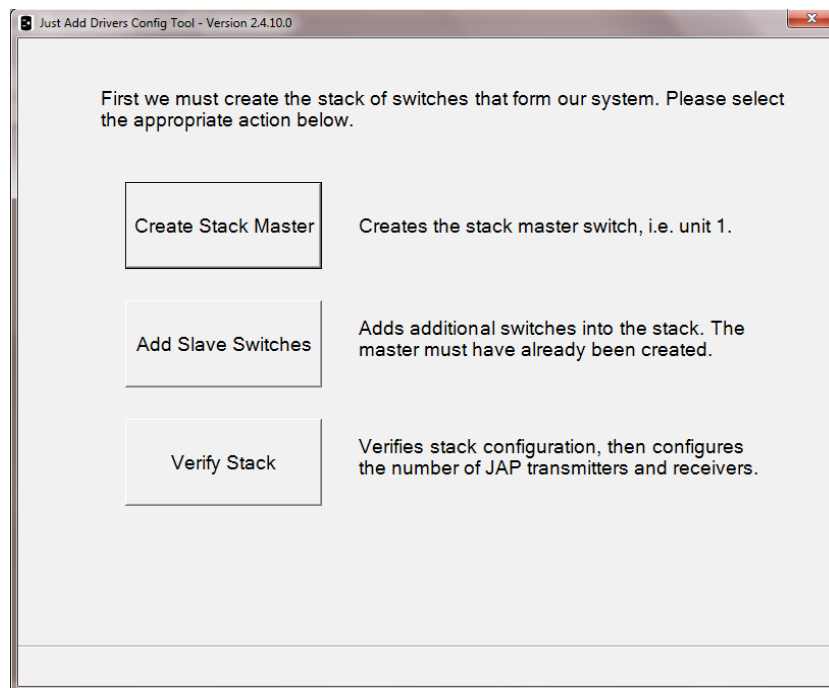 Just Add Drivers Config Tool - Version 2.4.10.0
First we must create the stack of switches that form our system. Please select
the appropriate action below.
Create Stack Master
Creates the stack master switch, i.e. unit 1.
Add Slave Switches
Adds additional switches into the stack. The
master must have already been created.
Verify Stack
Verifies stack configuration, then configures
the number of JAP transmitters and receivers.